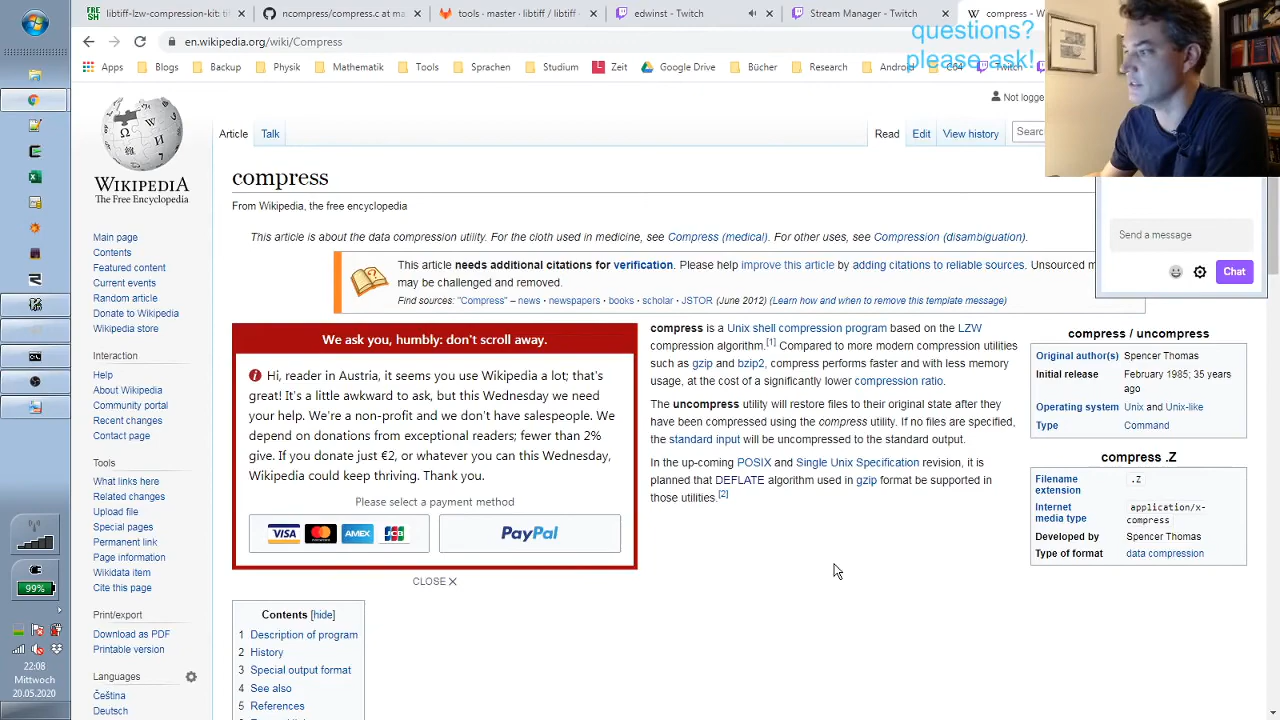 libtiff-lzw-compression-kit: ti
ncompress/compress.c at mast
tools · master · libtiff / libtiff ·
edwinst - Twitch
Stream Manager - Twitch
compress - W
en.wikipedia.org/wiki/Compress
questions?
please ask!
Apps
Blogs
Backup
Mathematik
Tools
Sprachen
Studium
Zeit
Google Drive
Bücher
Research
Android
C64
Twitch
WIKIPEDIA
The Free Encyclopedia
Not logge
Article
Talk
Read
Edit
View history
Searc
Main page
Contents
Featured content
Current events
Random article
Donate to Wikipedia
Wikipedia store
Interaction
Help
About Wikipedia
Community portal
Recent changes
Contact page
Tools
What links here
Related changes
Upload file
Special pages
Permanent link
Page information
Wikidata item
Cite this page
Print/export
Download as PDF
Printable version
Languages
Čeština
Deutsch
compress
From Wikipedia, the free encyclopedia
This article is about the data compression utility. For the cloth used in medicine, see Compress (medical). For other uses, see Compression (disambiguation).
This article needs additional citations for verification. Please help improve this article by adding citations to reliable sources. Unsourced m
may be challenged and removed.
Find sources: "Compress" – news · newspapers · books · scholar · JSTOR (June 2012) (Learn how and when to remove this template message)
We ask you, humbly: don't scroll away.
Hi, reader in Austria, it seems you use Wikipedia a lot; that's
great! It's a little awkward to ask, but this Wednesday we need
your help. We're a non-profit and we don't have salespeople. We
depend on donations from exceptional readers; fewer than 2%
give. If you donate just €2, or whatever you can this Wednesday,
Wikipedia could keep thriving. Thank you.
Please select a payment method
VISA
AMEX
JCB
PayPal
CLOSE
compress is a Unix shell compression program based on the LZW
compression algorithm.[1] Compared to more modern compression utilities
such as gzip and bzip2, compress performs faster and with less memory
usage, at the cost of a significantly lower compression ratio.
The uncompress utility will restore files to their original state after they
have been compressed using the compress utility. If no files are specified,
the standard input will be uncompressed to the standard output.
In the up-coming POSIX and Single Unix Specification revision, it is
planned that DEFLATE algorithm used in gzip format be supported in
those utilities.[2]
compress / uncompress
Original author(s) Spencer Thomas
Initial release February 1985; 35 years
ago
Operating system Unix and Unix-like
Type Command
compress .Z
Filename
extension
.Z
Internet
media type
application/x-
compress
Developed by Spencer Thomas
Type of format data compression
Contents [hide]
1 Description of program
2 History
3 Special output format
4 See also
5 References
Send a message
Chat
99%
22:08
Mittwoch
20.05.2020